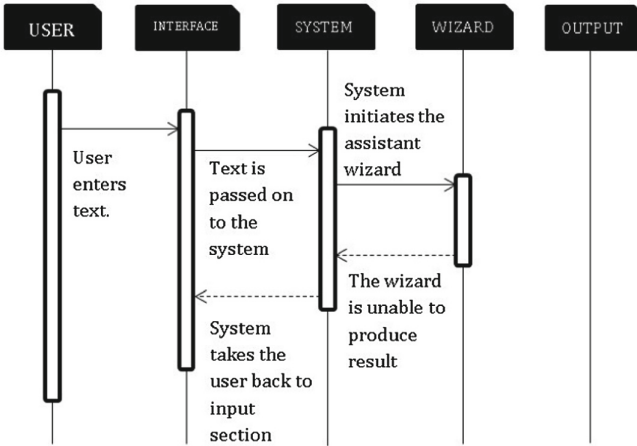 USER
INTERFACE
SYSTEM
WIZARD
OUTPUT
User
enters
text.
Text is
passed on
to the
system
System
initiates the
assistant
wizard
The wizard
is unable to
produce
result
System
takes the
user back to
input
section